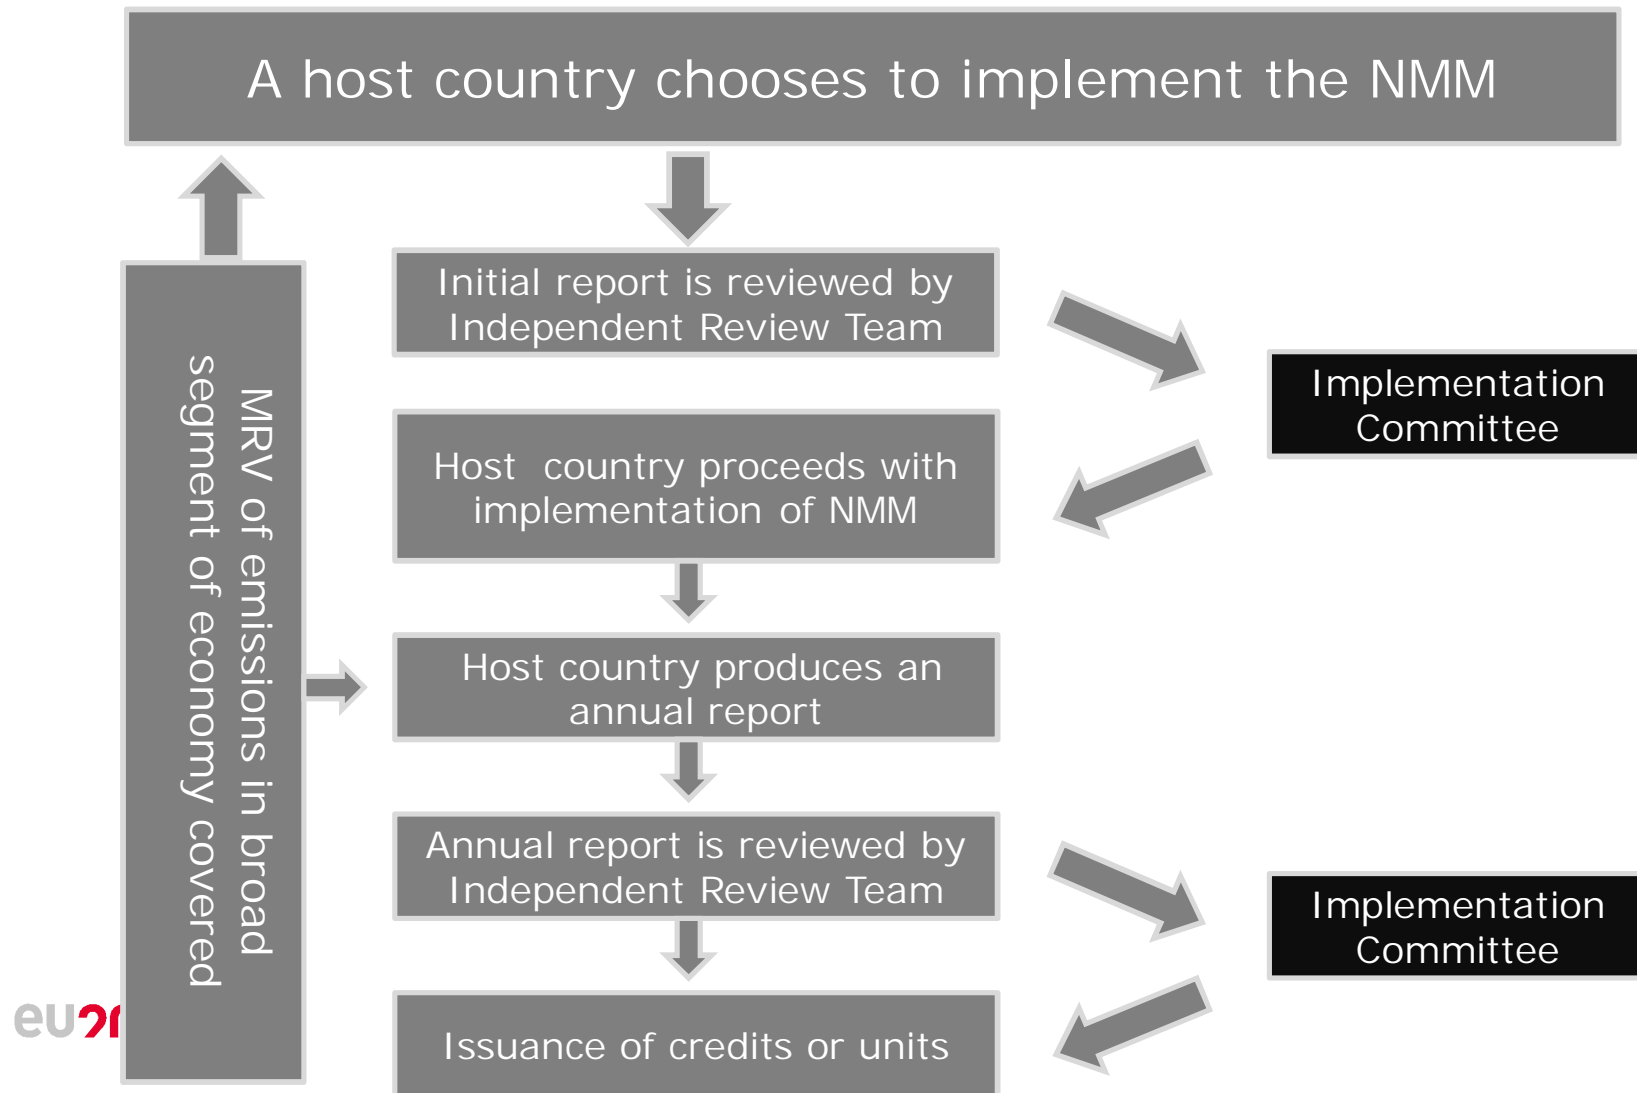 A host country chooses to implement the NMM
Initial report is reviewed by
Independent Review Team
Implementation
Committee
Host country proceeds with
implementation of NMM
MRV of emissions in broad
segment of economy covered
Host country produces an
annual report
Annual report is reviewed by
Independent Review Team
Implementation
Committee
Issuance of credits or units